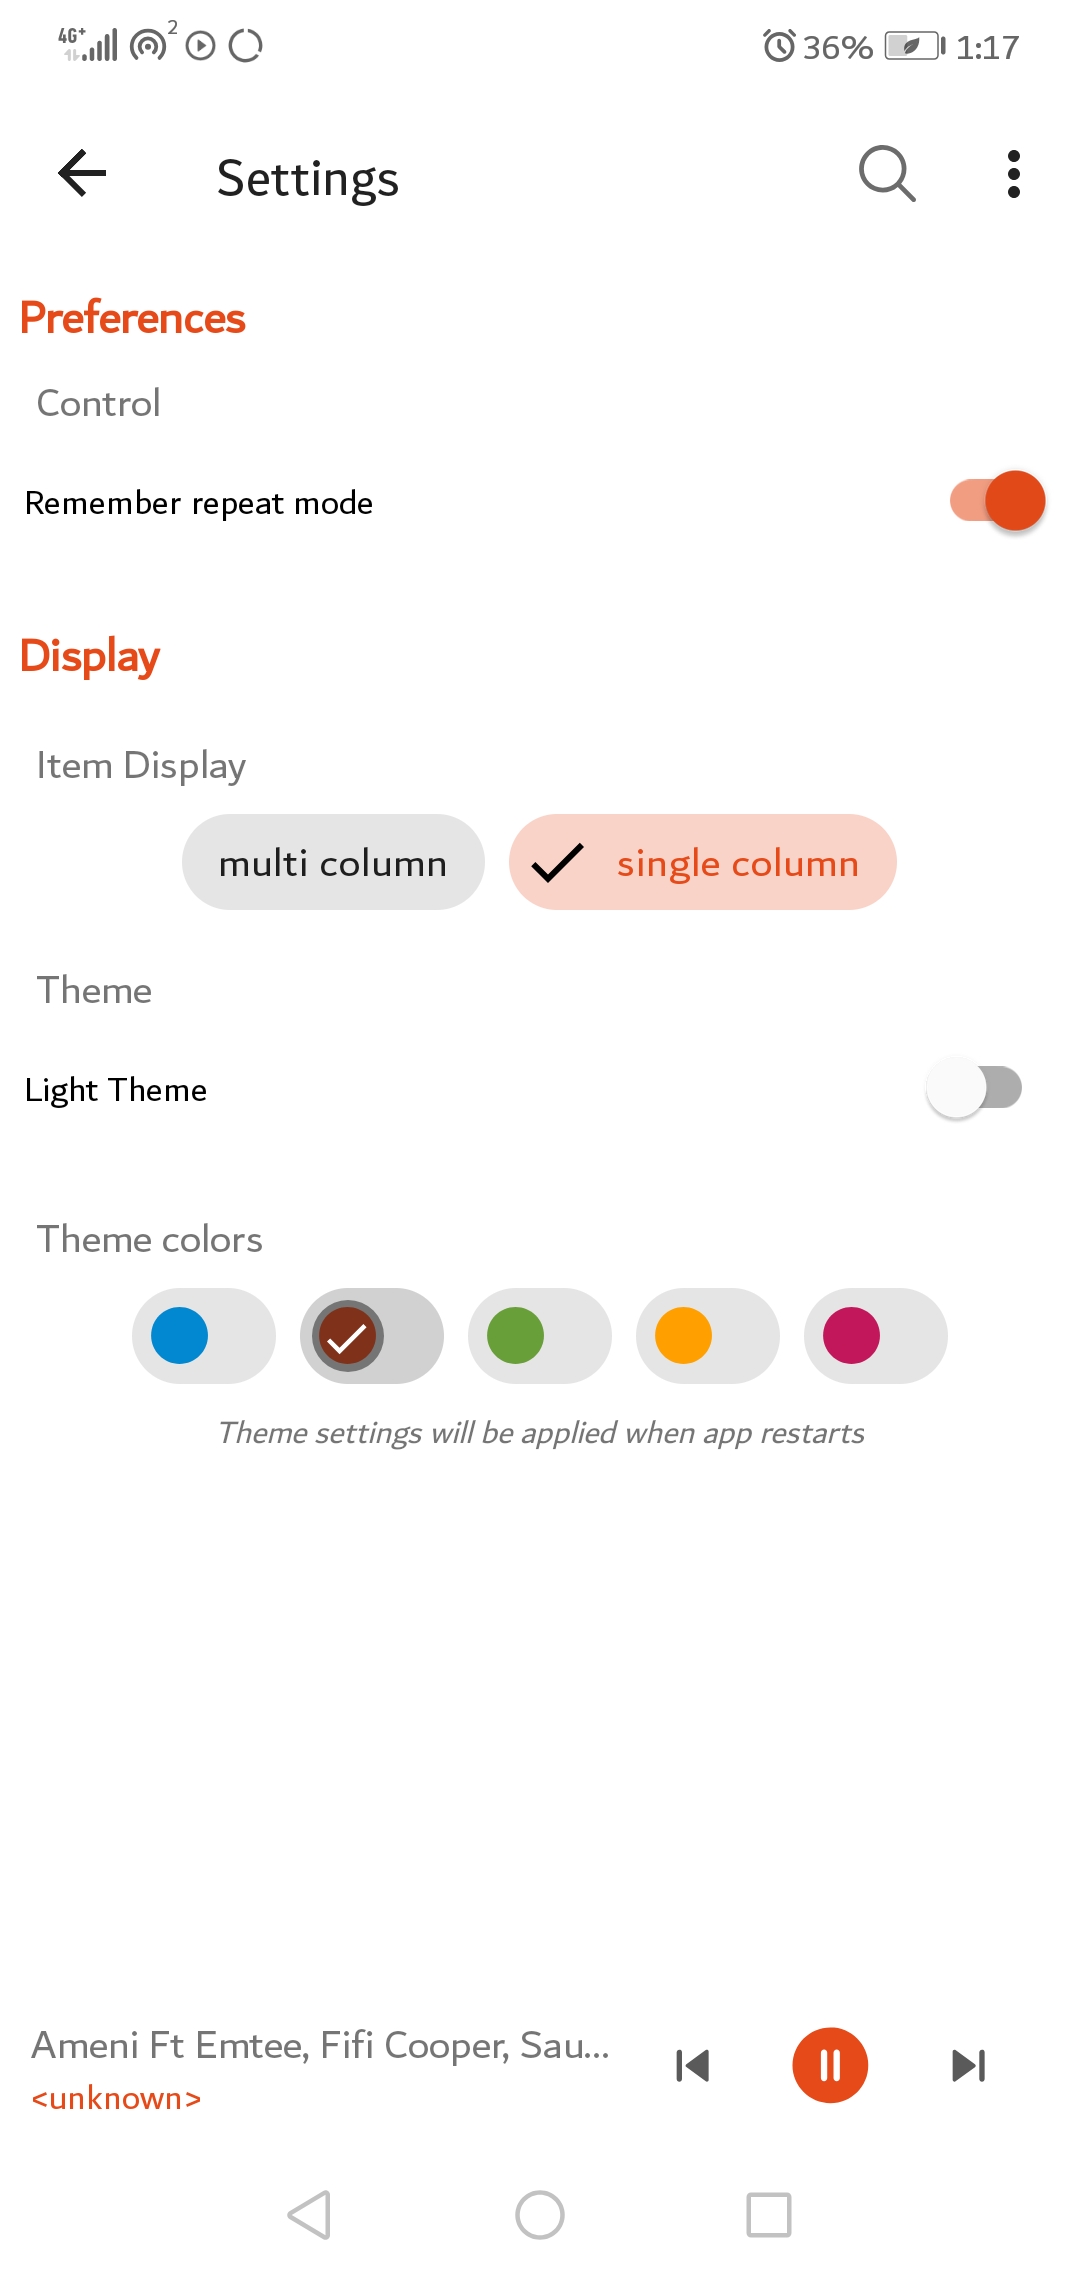 4G+ 2 36% 1:17
Settings
Preferences
Control
Remember repeat mode
Display
Item Display
multi column single column
Theme
Light Theme
Theme colors
Theme settings will be applied when app restarts
Ameni Ft Emtee, Fifi Cooper, Sau...
<unknown>